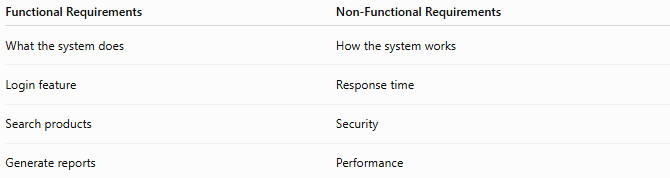 Functional Requirements Non-Functional Requirements
What the system does How the system works
Login feature Response time
Search products Security
Generate reports Performance